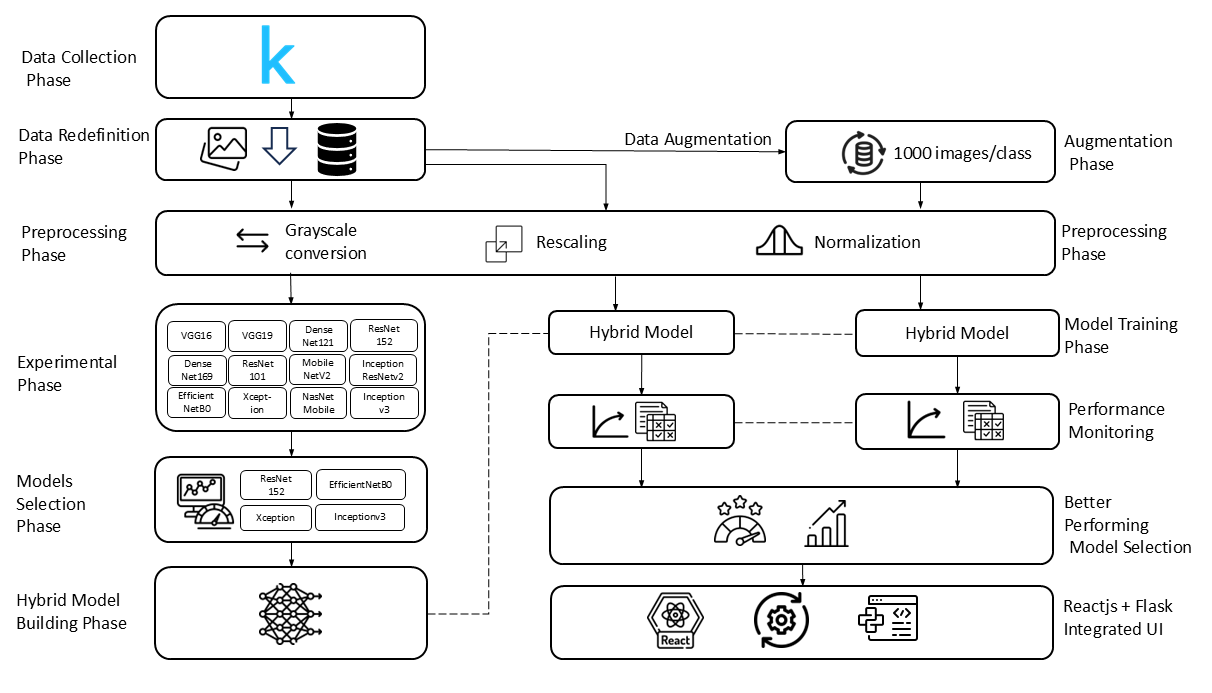 Data Collection
Phase
k
Data Redefinition
Phase
Data Augmentation
1000 images/class
Augmentation
Phase
Preprocessing
Phase
Grayscale
conversion
Rescaling
Normalization
Preprocessing
Phase
Experimental
Phase
VGG16
VGG19
Dense
Net121
ResNet
152
Dense
Net169
ResNet
101
Mobile
NetV2
Inception
ResNetv2
Efficient
NetB0
Xcept-
ion
NasNet
Mobile
Inception
v3
Hybrid Model
Hybrid Model
Model Training
Phase
Performance
Monitoring
Models
Selection
Phase
ResNet
152
EfficientNetB0
Xception
Inceptionv3
Better
Performing
Model Selection
Hybrid Model
Building Phase
React
Reactjs + Flask
Integrated UI